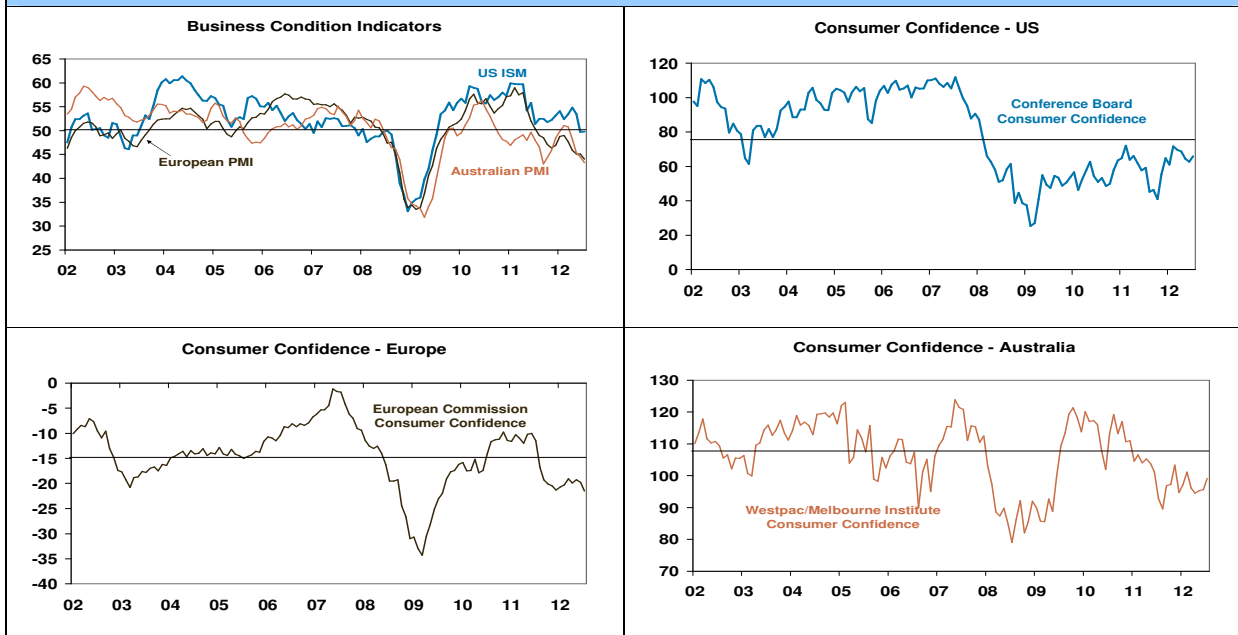 Business Condition Indicators
65
60
55
50
45
40
35
30
25
US ISM
European PMI
Australian PMI
02 03 04 05 06 07 08 09 10 11 12
Consumer Confidence - US
120
100
80
60
40
20
0
Conference Board
Consumer Confidence
02 03 04 05 06 07 08 09 10 11 12
Consumer Confidence - Europe
0
-5
-10
-15
-20
-25
-30
-35
-40
European Commission
Consumer Confidence
02 03 04 05 06 07 08 09 10 11 12
Consumer Confidence - Australia
130
120
110
100
90
80
70
Westpac/Melbourne Institute
Consumer Confidence
02 03 04 05 06 07 08 09 10 11 12